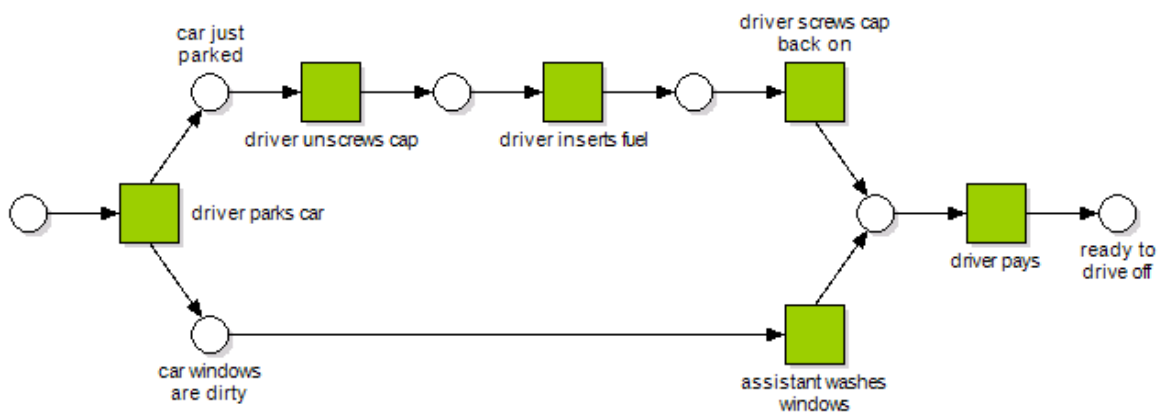 car just
parked
driver screws cap
back on
driver unscrews cap
driver inserts fuel
driver parks car
driver pays
ready to
drive off
car windows
are dirty
assistant washes
windows